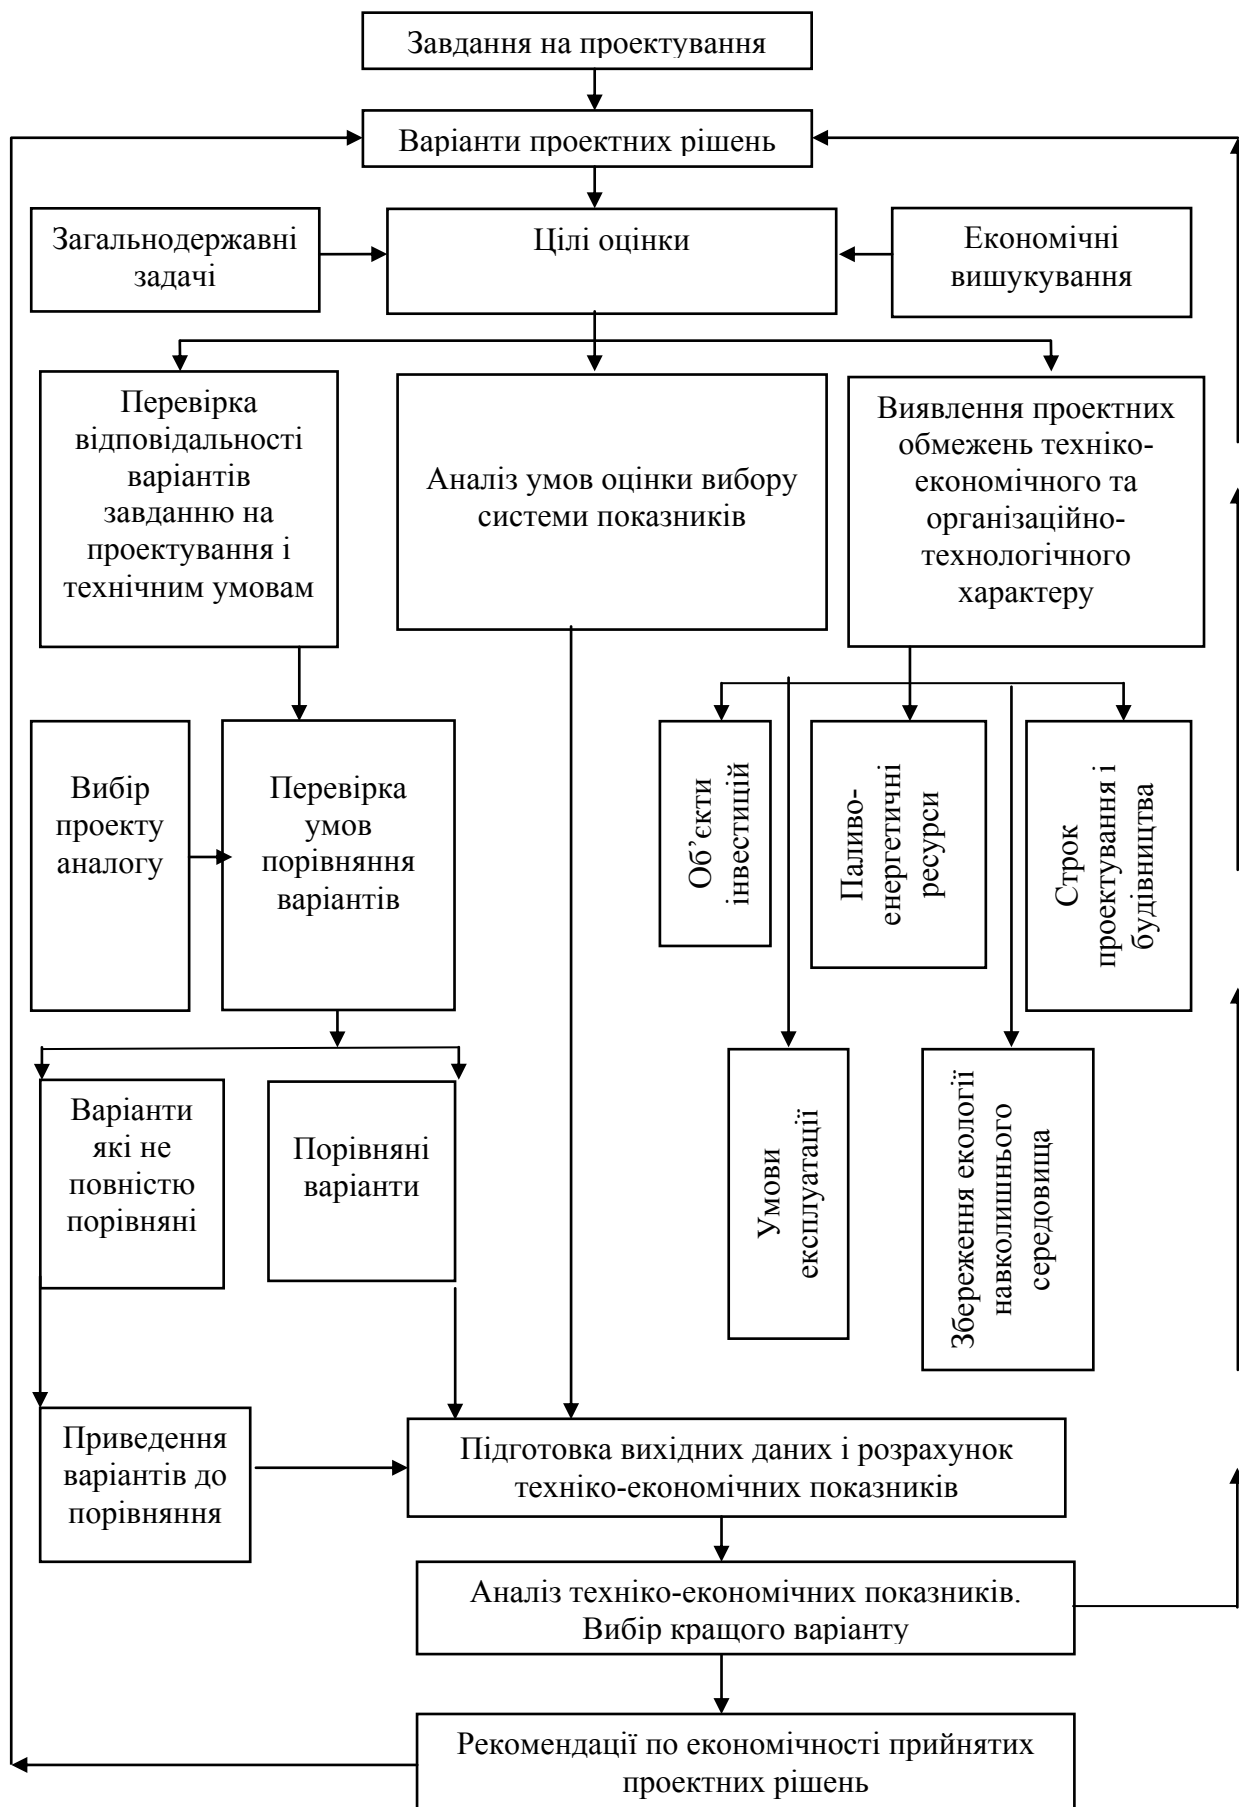 Завдання на проектування
Варіанти проектних рішень
Загальнодержавні
задачі
Цілі оцінки
Економічні
вишукування
Перевірка
відповідальності
варіантів
завданню на
проектування і
технічним умовам
Аналіз умов оцінки вибору
системи показників
Виявлення проектних
обмежень техніко-
економічного та
організаційно-
технологічного
характеру
Вибір
проекту
аналогу
Перевірка
умов
порівняння
варіантів
Об’єкти
інвестицій
Паливо-
енергетичні
ресурси
Строк
проектування і
будівництва
Варіанти
які не
повністю
порівняні
Порівняні
варіанти
Умови
експлуатації
Збереження екології
навколишнього
середовища
Приведення
варіантів до
порівняння
Підготовка вихідних даних і розрахунок
техніко-економічних показників
Аналіз техніко-економічних показників.
Вибір кращого варіанту
Рекомендації по економічності прийнятих
проектних рішень